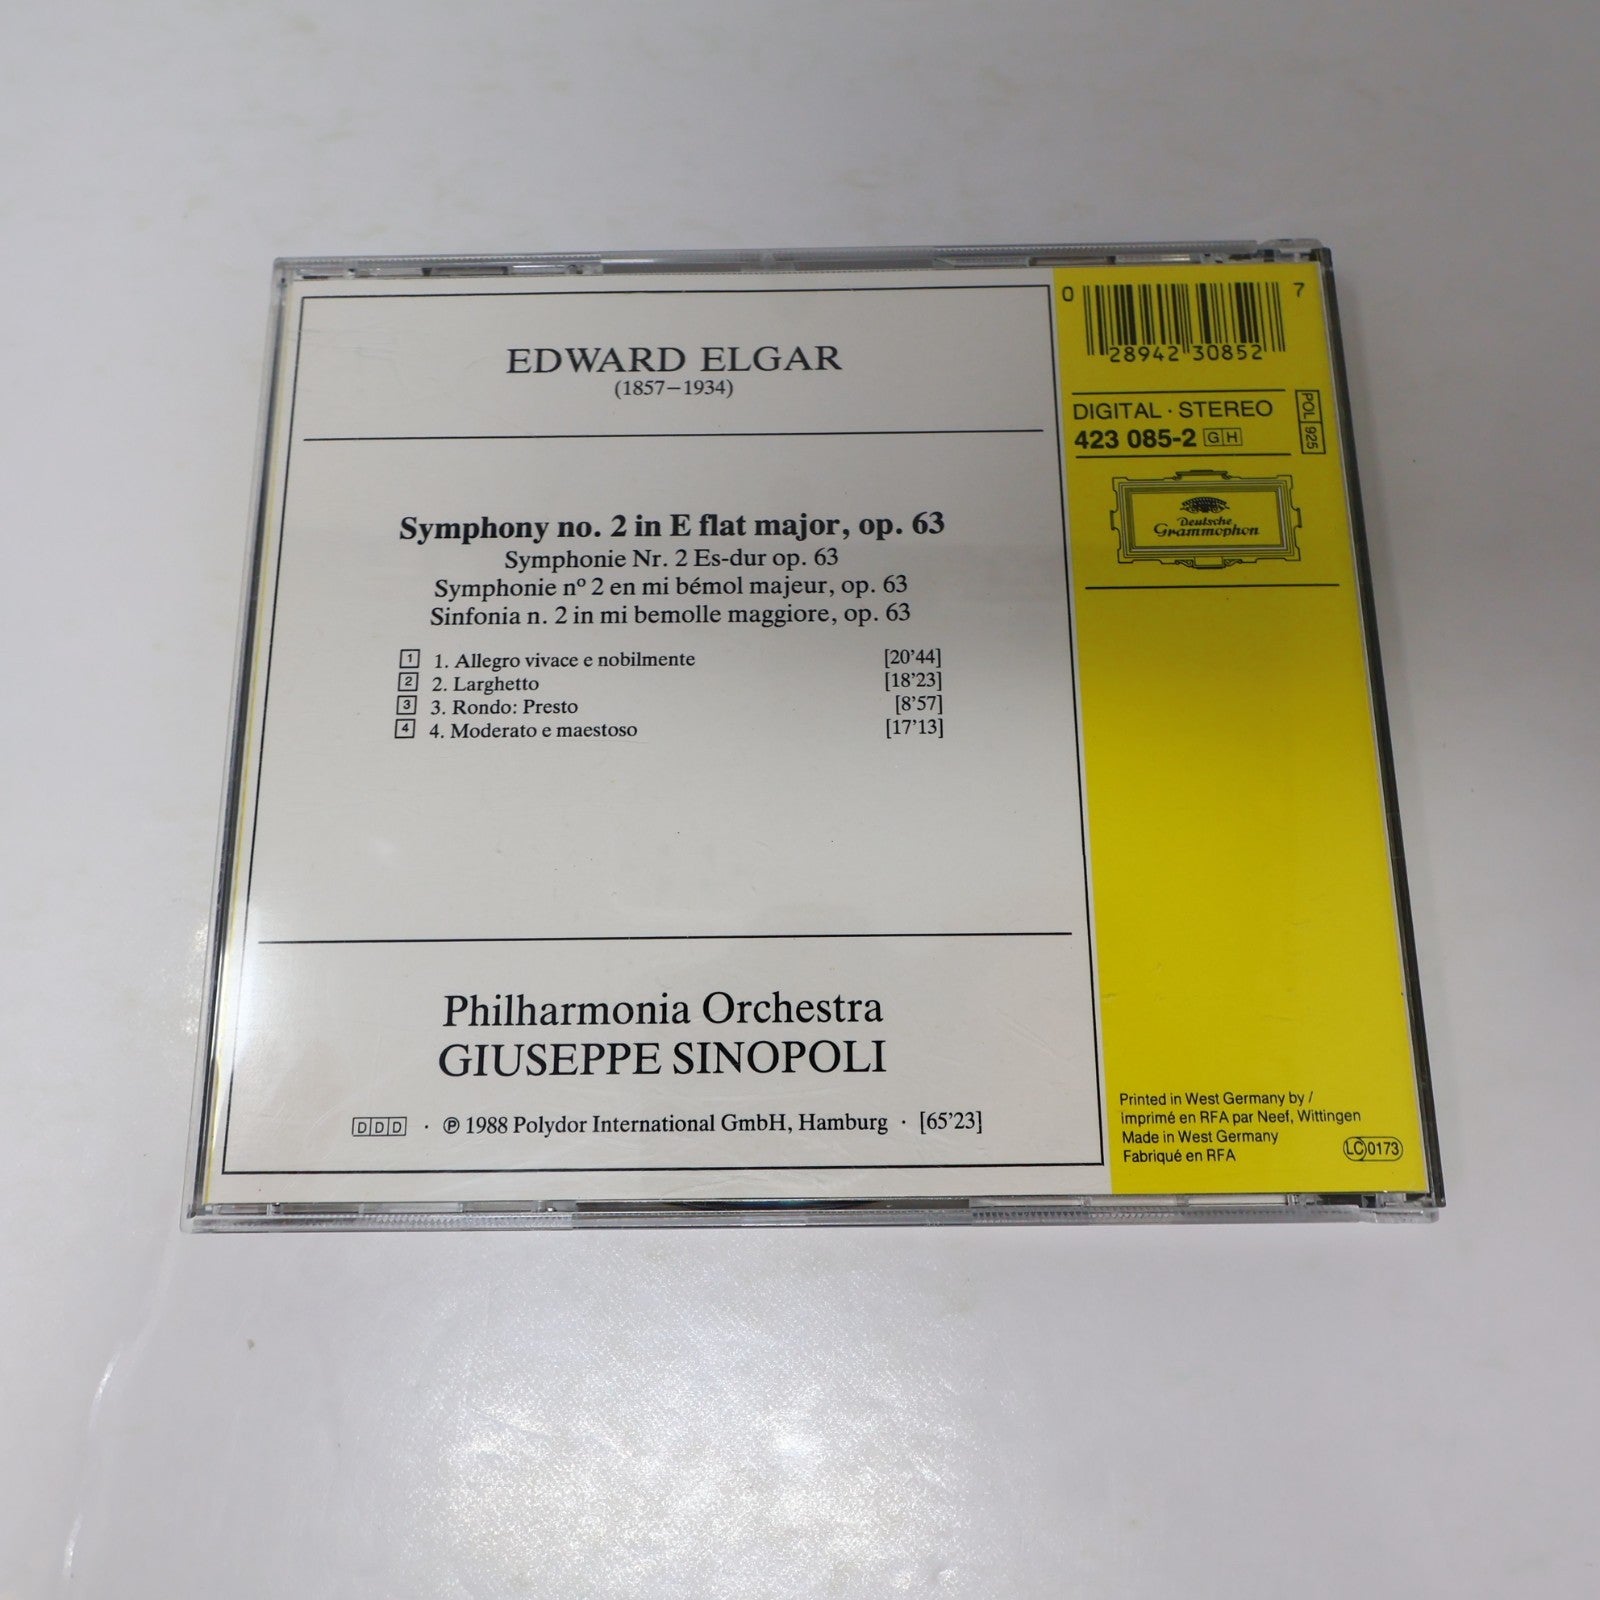 EDWARD ELGAR
(1857–1934)
Symphony no. 2 in E flat major, op. 63
Symphonie Nr. 2 Es-dur op. 63
Symphonie nº 2 en mi bémol majeur, op. 63
Sinfonia n. 2 in mi bemolle maggiore, op. 63
1 1. Allegro vivace e nobilmente [20’44]
2 2. Larghetto [18’23]
3 3. Rondo: Presto [8’57]
4 4. Moderato e maestoso [17’13]
Philharmonia Orchestra
GIUSEPPE SINOPOLI
DDD · ℗ 1988 Polydor International GmbH, Hamburg · [65’23]
0 28942 30852 7
DIGITAL · STEREO
423 085-2 GH
POL 925
Deutsche
Grammophon
Printed in West Germany by /
imprimé en RFA par Neef, Wittingen
Made in West Germany
Fabriqué en RFA
LC 0173